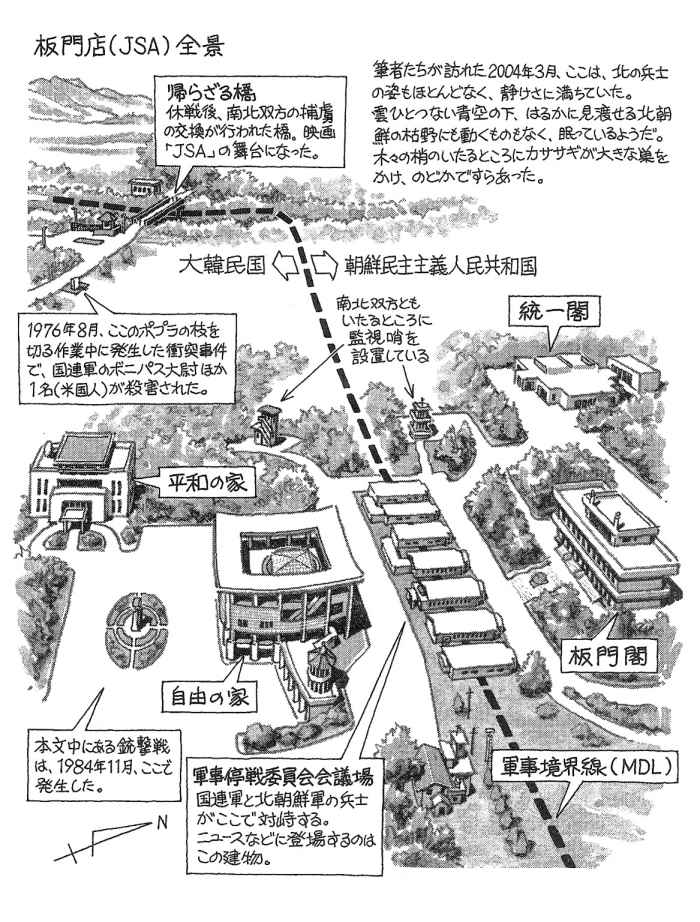 板門店(JSA)全景
筆者たちが訪れた2004年3月、ここは、北の兵士
の姿もほとんどなく、静けさに満ちていた。
雲ひとつない青空の下、はるかに見渡せる北朝
鮮の枯野にも動くものもなく、眠っているようだ。
木々の梢のいたるところにカササギが大きな巣を
かけ、のどかですらあった。
帰らざる橋
休戦後、南北双方の捕虜
の交換が行われた橋。映画
「JSA」の舞台になった。
大韓民国
朝鮮民主主義人民共和国
1976年8月、ここのポプラの枝を
切る作業中に発生した衝突事件
で、国連軍のボニパス大尉ほか
1名(米国人)が殺害された。
南北双方とも
いたるところに
監視哨を
設置している
統一閣
平和の家
板門閣
自由の家
本文中にある銃撃戦
は、1984年11月、ここで
発生した。
軍事停戦委員会会議場
国連軍と北朝鮮軍の兵士
がここで対峙する。
ニュースなどに登場するのは
この建物。
軍事境界線(MDL)
N